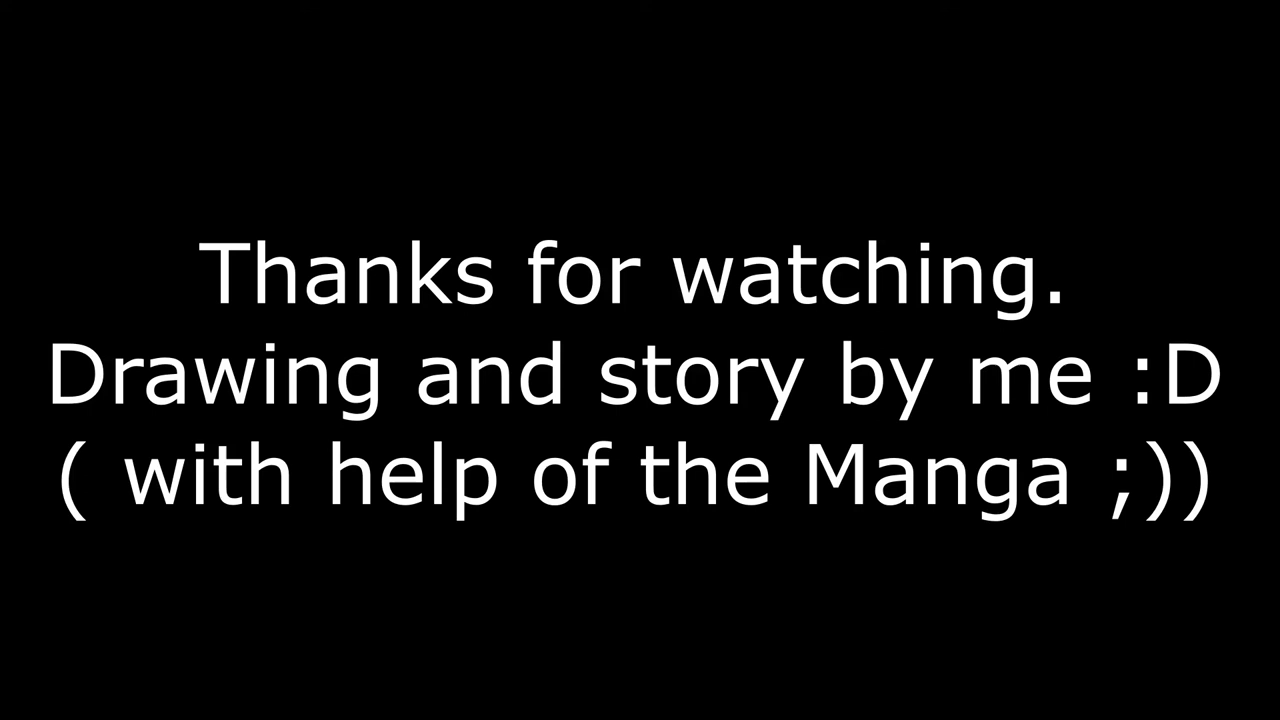 Thanks for watching.
Drawing and story by me :D
( with help of the Manga ;))